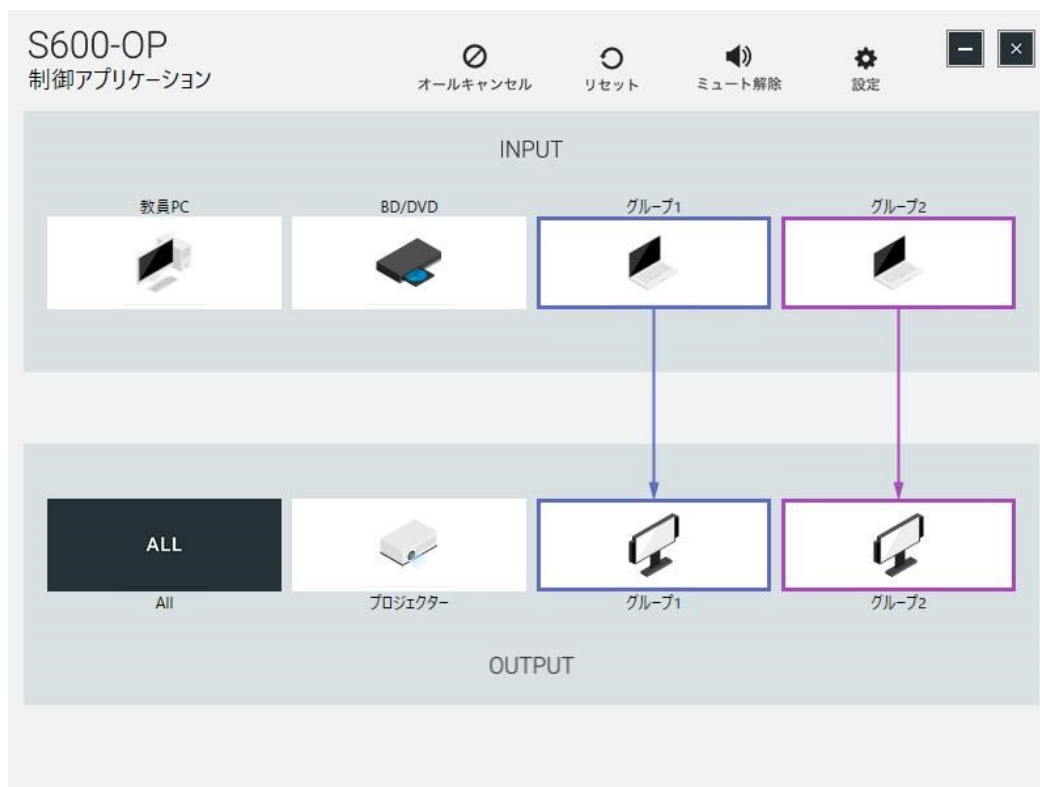 S600-OP
制御アプリケーション
オールキャンセル
リセット
ミュート解除
設定
INPUT
教員PC
BD/DVD
グループ1
グループ2
ALL
All
プロジェクター
グループ1
グループ2
OUTPUT